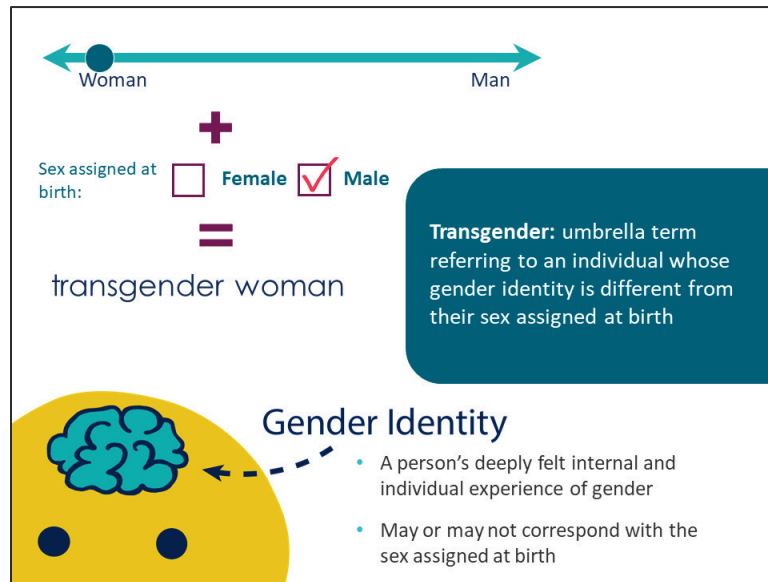 Woman
Man
+
Sex assigned at
birth:
Female
Male
=
transgender woman
Transgender: umbrella term
referring to an individual whose
gender identity is different from
their sex assigned at birth
Gender Identity
• A person’s deeply felt internal and
individual experience of gender
• May or may not correspond with the
sex assigned at birth